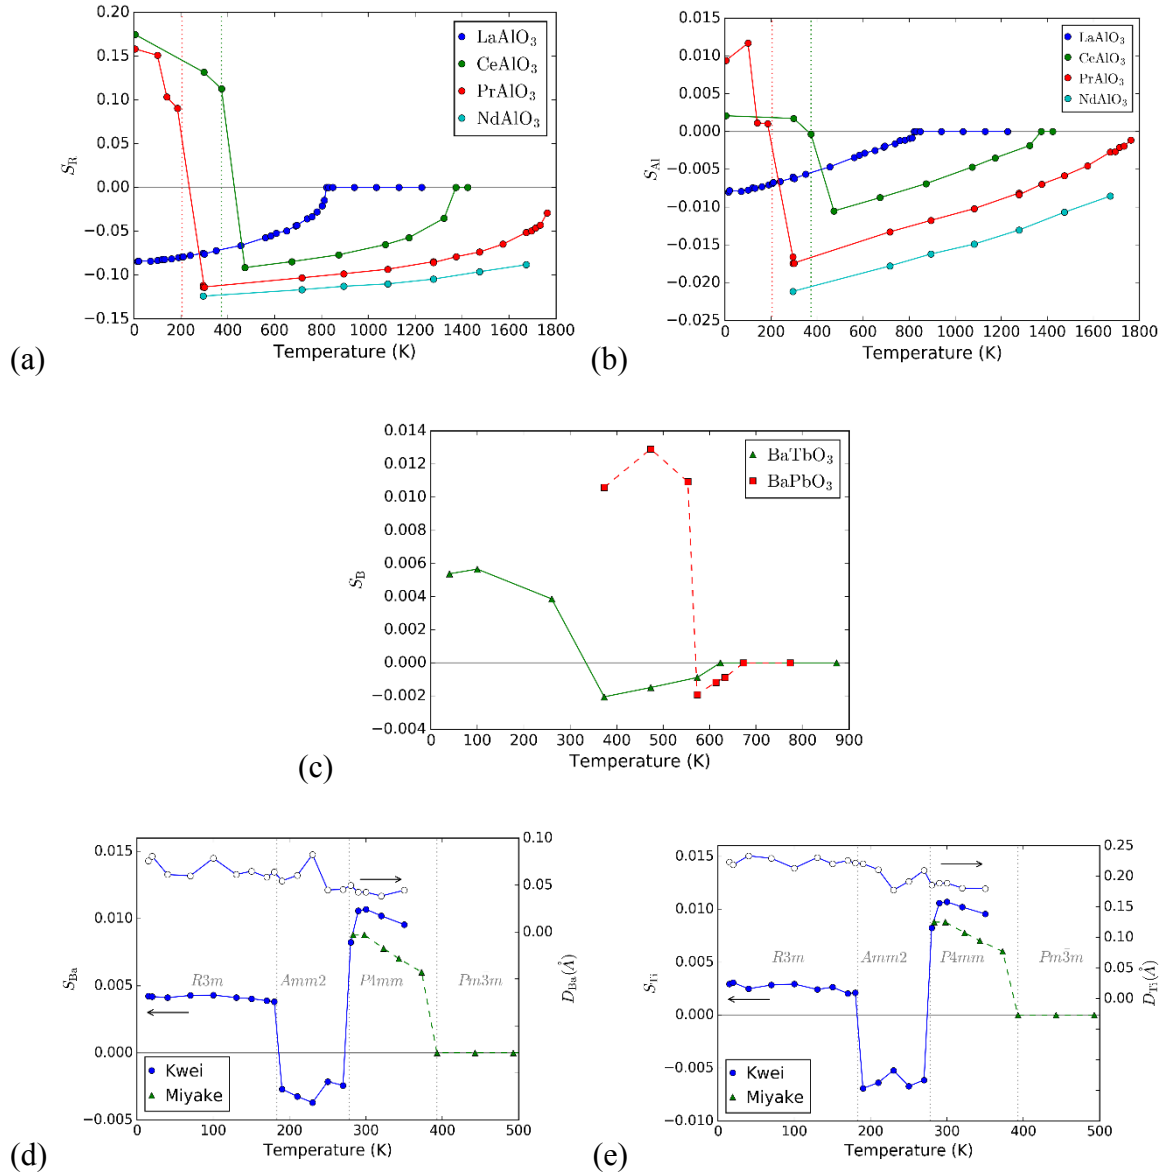 0.20
0.15
0.10
0.05
0.00
−0.05
−0.10
−0.15
0 200 400 600 800 1000 1200 1400 1600 1800
S_R
Temperature (K)
LaAlO₃
CeAlO₃
PrAlO₃
NdAlO₃
(a)
0.015
0.010
0.005
0.000
−0.005
−0.010
−0.015
−0.020
−0.025
0 200 400 600 800 1000 1200 1400 1600 1800
S_Al
Temperature (K)
LaAlO₃
CeAlO₃
PrAlO₃
NdAlO₃
(b)
0.014
0.012
0.010
0.008
0.006
0.004
0.002
0.000
−0.002
−0.004
0 100 200 300 400 500 600 700 800 900
S_B
Temperature (K)
BaTbO₃
BaPbO₃
(c)
0.015
0.010
0.005
0.000
−0.005
0 100 200 300 400 500
S_Ba
Temperature (K)
0.10
0.05
0.00
D_Ba(Å)
R3m Amm2 P4mm Pm3m
Kwei
Miyake
(d)
0.015
0.010
0.005
0.000
−0.005
−0.010
0 100 200 300 400 500
S_Ti
Temperature (K)
0.25
0.20
0.15
0.10
0.05
0.00
D_Ti(Å)
R3m Amm2 P4mm Pm3̄m
Kwei
Miyake
(e)